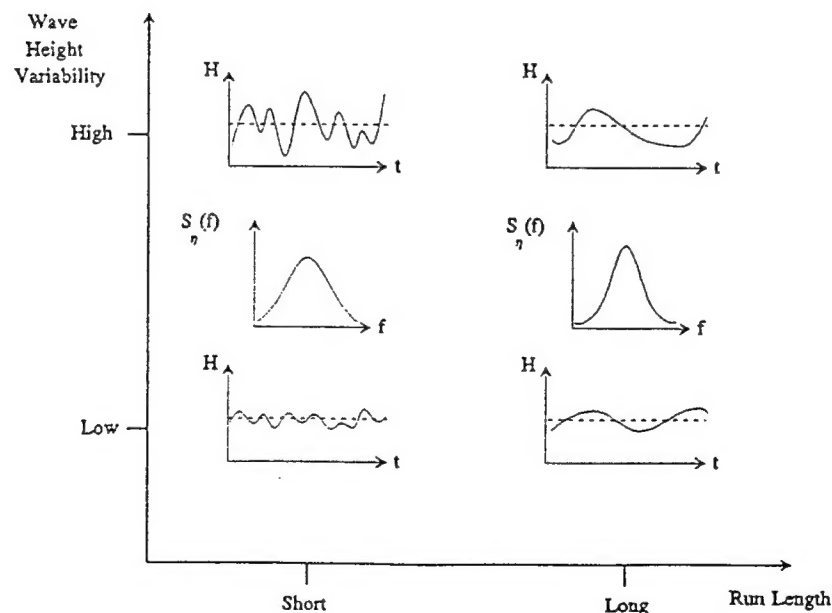 Wave
Height
Variability
H
t
H
t
High
S
η
(f)
f
S
η
(f)
f
H
t
H
t
Low
Short
Long
Run Length